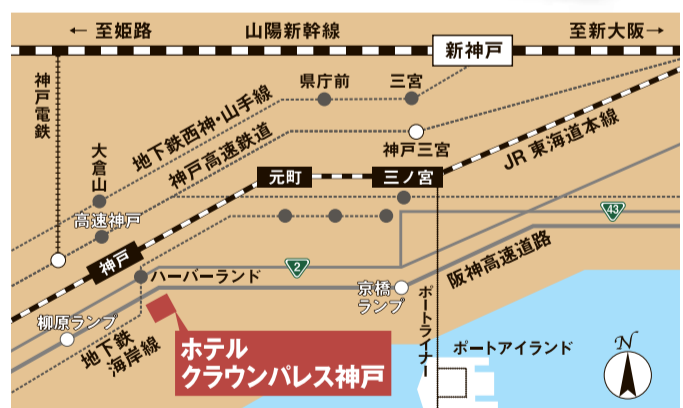 ← 至姫路
山陽新幹線
至新大阪→
新神戸
神戸電鉄
県庁前
三宮
地下鉄西神・山手線
神戸高速鉄道
神戸三宮
大倉山
JR 東海道本線
元町
三ノ宮
高速神戸
43
神戸
ハーバーランド
2
阪神高速道路
京橋
ランプ
ポートライナー
柳原ランプ
地下鉄
海岸線
ホテル
クラウンパレス神戸
ポートアイランド
N